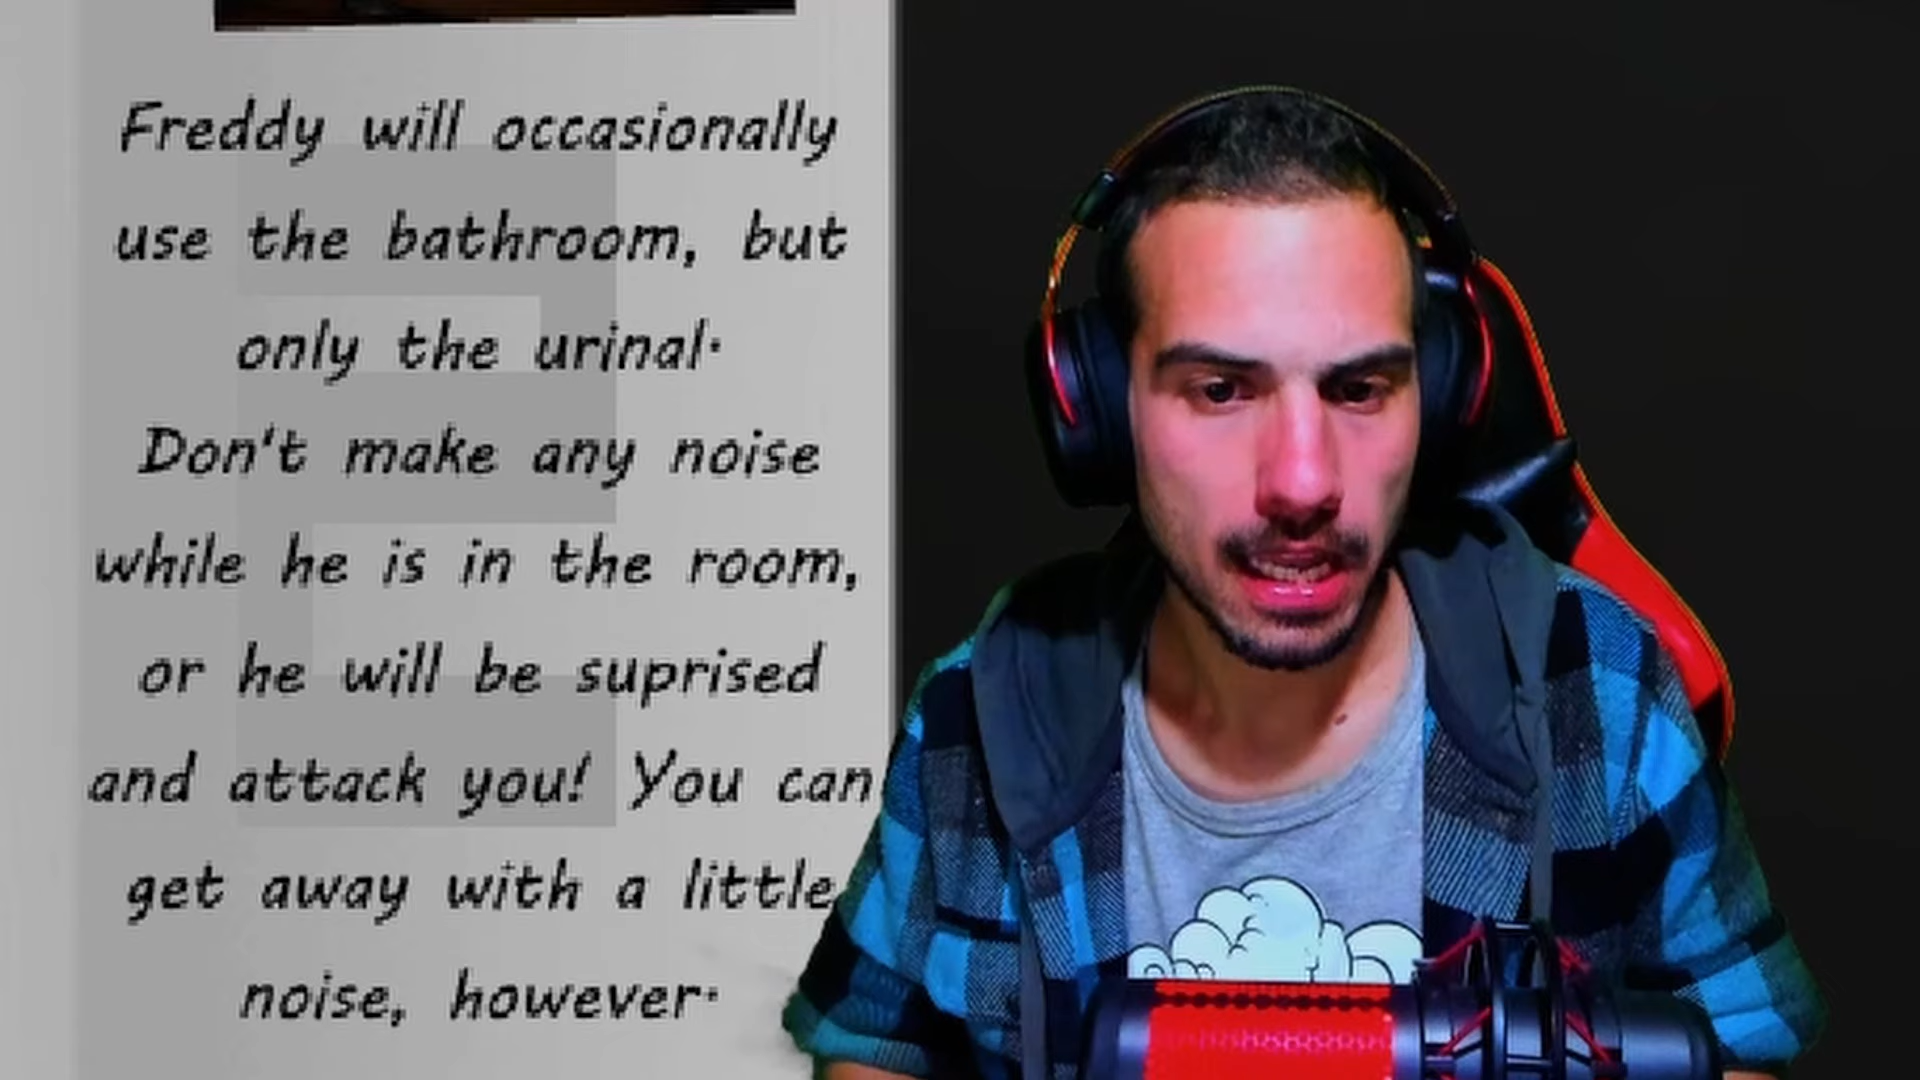 Freddy will occasionally
use the bathroom, but
only the urinal.
Don't make any noise
while he is in the room,
or he will be suprised
and attack you! You can
get away with a little
noise, however.